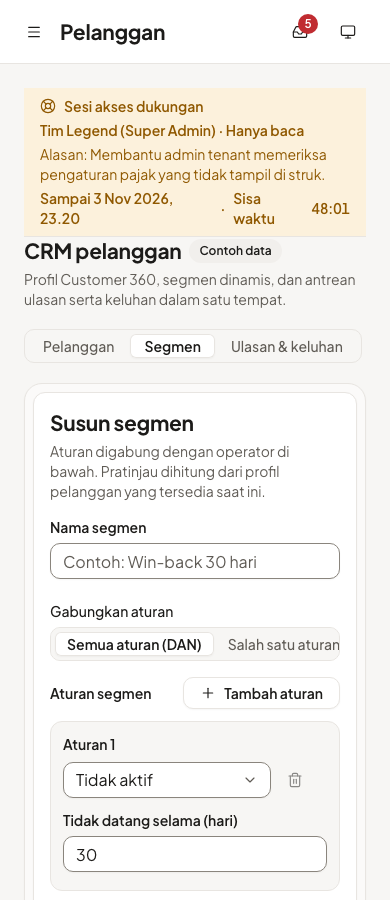 Pelanggan
5
Sesi akses dukungan
Tim Legend (Super Admin) · Hanya baca
Alasan: Membantu admin tenant memeriksa
pengaturan pajak yang tidak tampil di struk.
Sampai 3 Nov 2026, 23.20 · Sisa waktu 48:01
CRM pelanggan Contoh data
Profil Customer 360, segmen dinamis, dan antrean
ulasan serta keluhan dalam satu tempat.
Pelanggan Segmen Ulasan & keluhan
Susun segmen
Aturan digabung dengan operator di
bawah. Pratinjau dihitung dari profil
pelanggan yang tersedia saat ini.
Nama segmen
Contoh: Win-back 30 hari
Gabungkan aturan
Semua aturan (DAN) Salah satu aturan
Aturan segmen + Tambah aturan
Aturan 1
Tidak aktif
Tidak datang selama (hari)
30